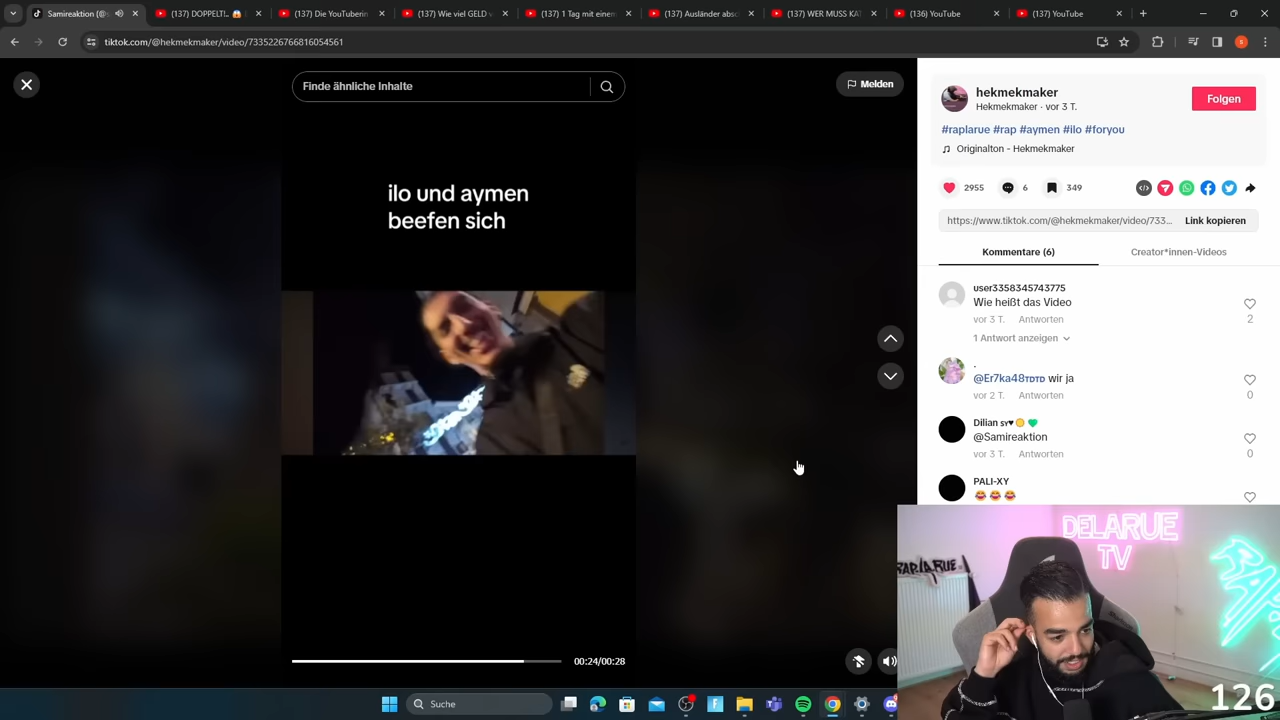 Samireaktion (@s
(137) DOPPELT!..
(137) Die YouTuberin
(137) Wie viel GELD v
(137) 1 Tag mit einem
(137) Ausländer abs
(137) WER MUSS KA
(136) YouTube
(137) YouTube
tiktok.com/@hekmekmaker/video/7335226766816054561
Finde ähnliche Inhalte
Melden
ilo und aymen
beefen sich
00:24/00:28
hekmekmaker
Hekmekmaker · vor 3 T.
Folgen
#raplarue #rap #aymen #ilo #foryou
Originalton - Hekmekmaker
2955
6
349
https://www.tiktok.com/@hekmekmaker/video/733...
Link kopieren
Kommentare (6)
Creator*innen-Videos
user3358345743775
Wie heißt das Video
vor 3 T. Antworten
2
1 Antwort anzeigen
.
@Er7ka48ᴛᴅᴛᴅ wir ja
vor 2 T. Antworten
0
Dilian sʏ♥
@Samireaktion
vor 3 T. Antworten
0
PALI-XY
😂😂😂
DELARUE
TV
RAPLARUE
126
Suche